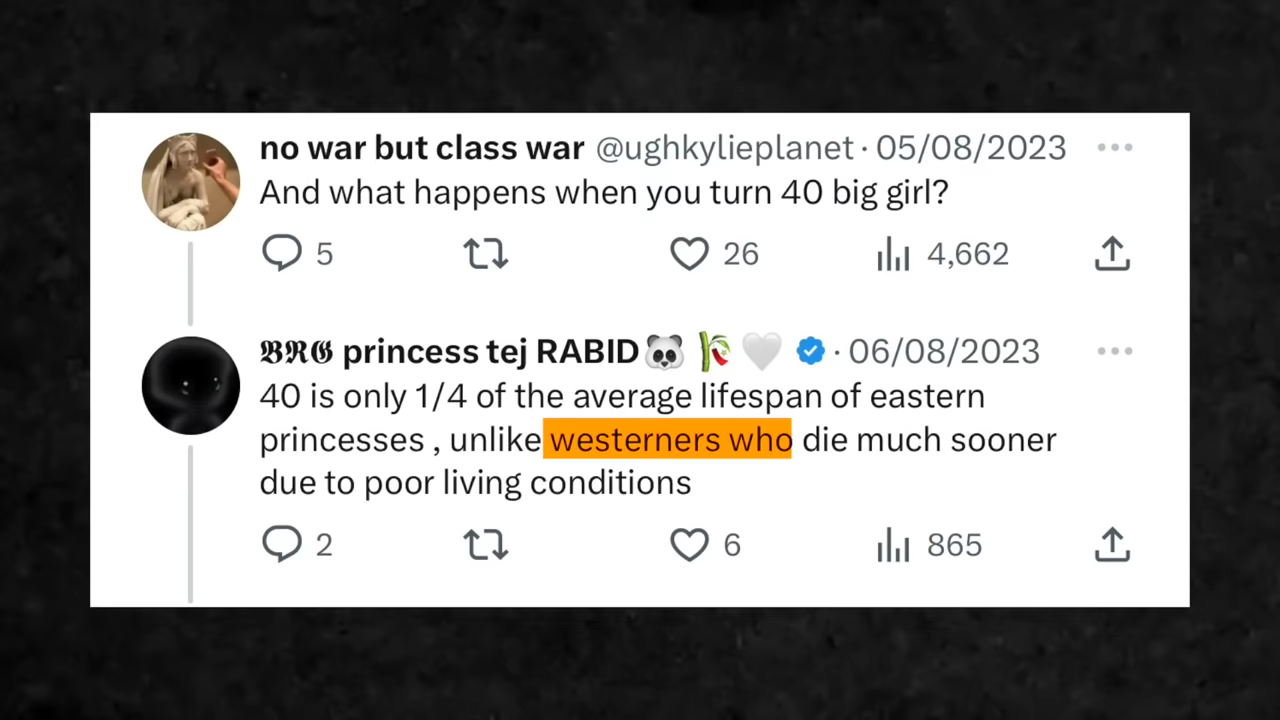 no war but class war @ughkylieplanet · 05/08/2023 •••
And what happens when you turn 40 big girl?
5 26 4,662
𝕭𝕽𝕲 princess tej RABID🐼 🎋 🤍 · 06/08/2023 •••
40 is only 1/4 of the average lifespan of eastern
princesses , unlike westerners who die much sooner
due to poor living conditions
2 6 865